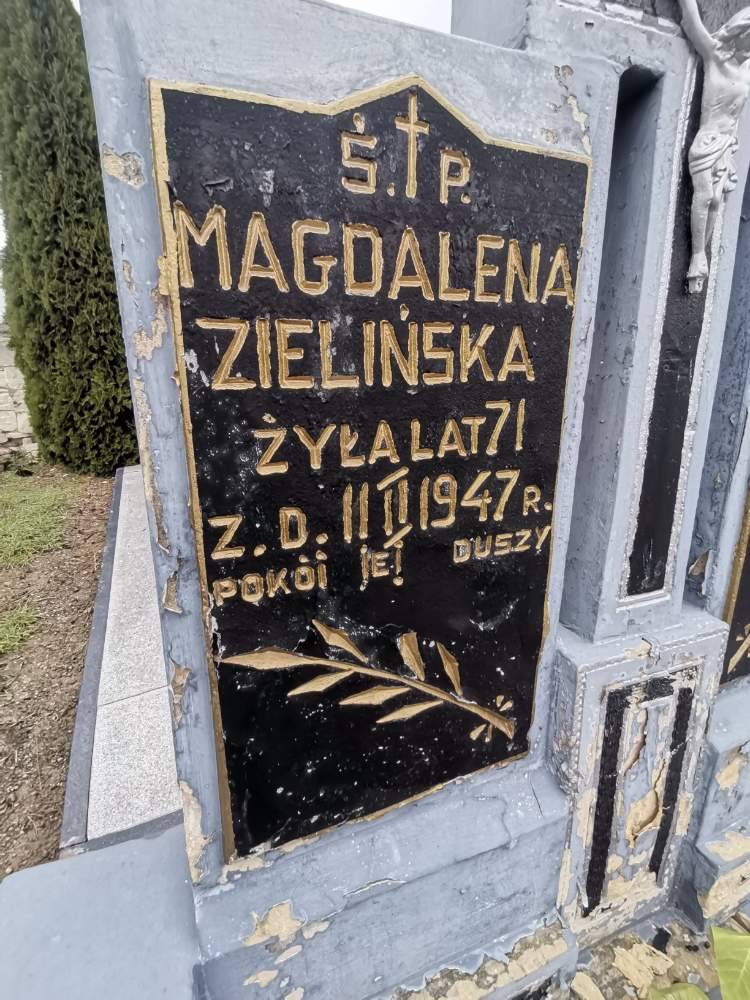 Ś. † P.
MAGDALENA
ZIELIŃSKA
ŻYŁA LAT 71
Z. D. 11 II 1947 R.
POKÓJ JEJ DUSZY